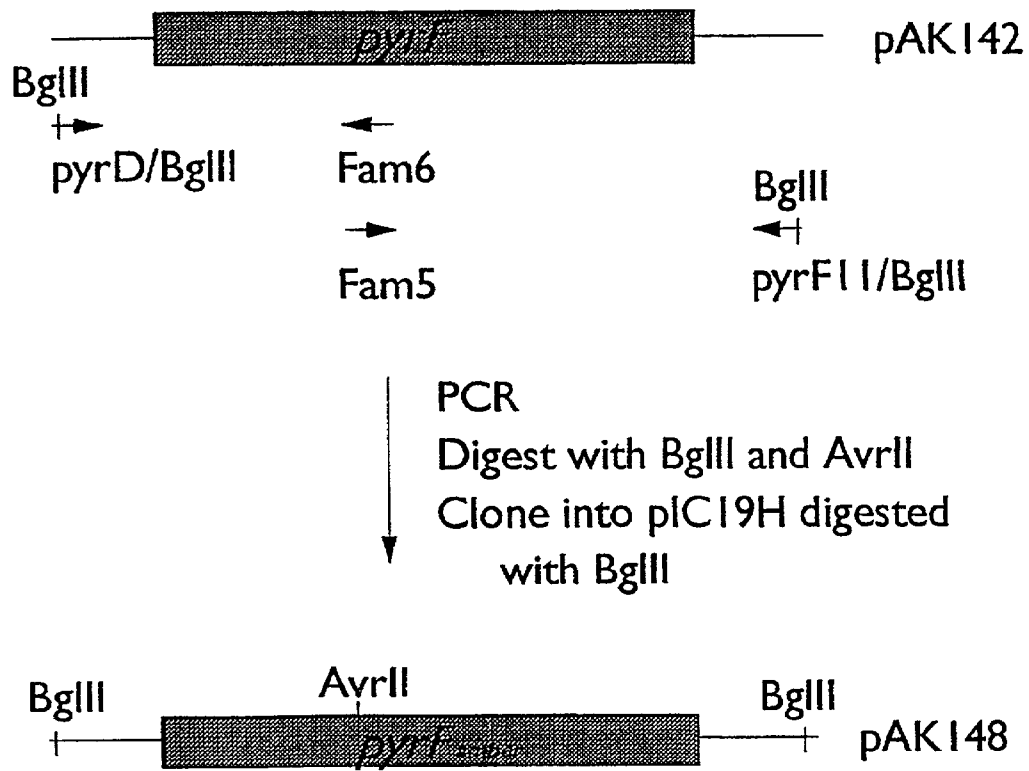 pyrF
pAK142
BglII
pyrD/BglII
Fam6
BglII
Fam5
pyrF11/BglII
PCR
Digest with BglII and AvrII
Clone into pIC19H digested
with BglII
BglII
AvrII
BglII
pyrF
pAK148